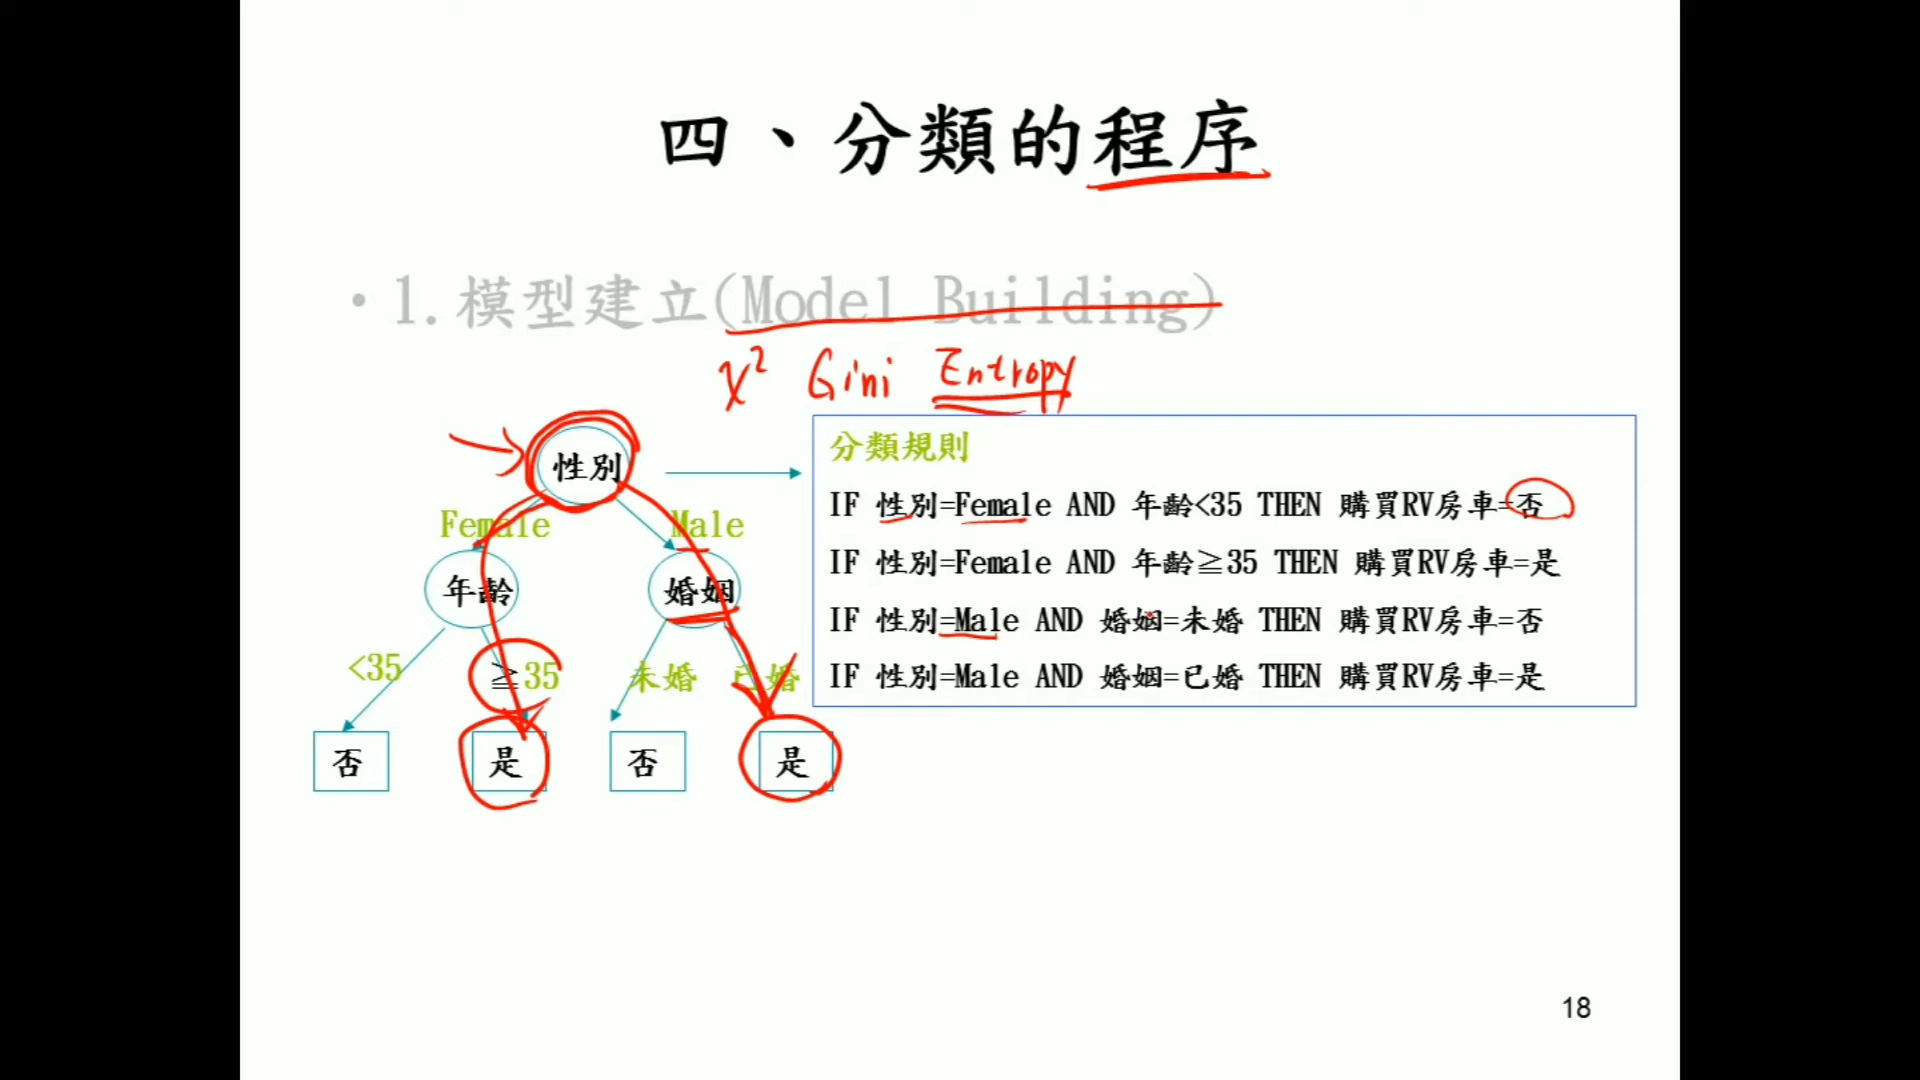 四、分類的程序
•1.模型建立(Model Building)
χ² Gini Entropy
性別
Female Male
年齡 婚姻
<35 ≧35 未婚 已婚
否 是 否 是
分類規則
IF 性別=Female AND 年齡<35 THEN 購買RV房車=否
IF 性別=Female AND 年齡≧35 THEN 購買RV房車=是
IF 性別=Male AND 婚姻=未婚 THEN 購買RV房車=否
IF 性別=Male AND 婚姻=已婚 THEN 購買RV房車=是
18